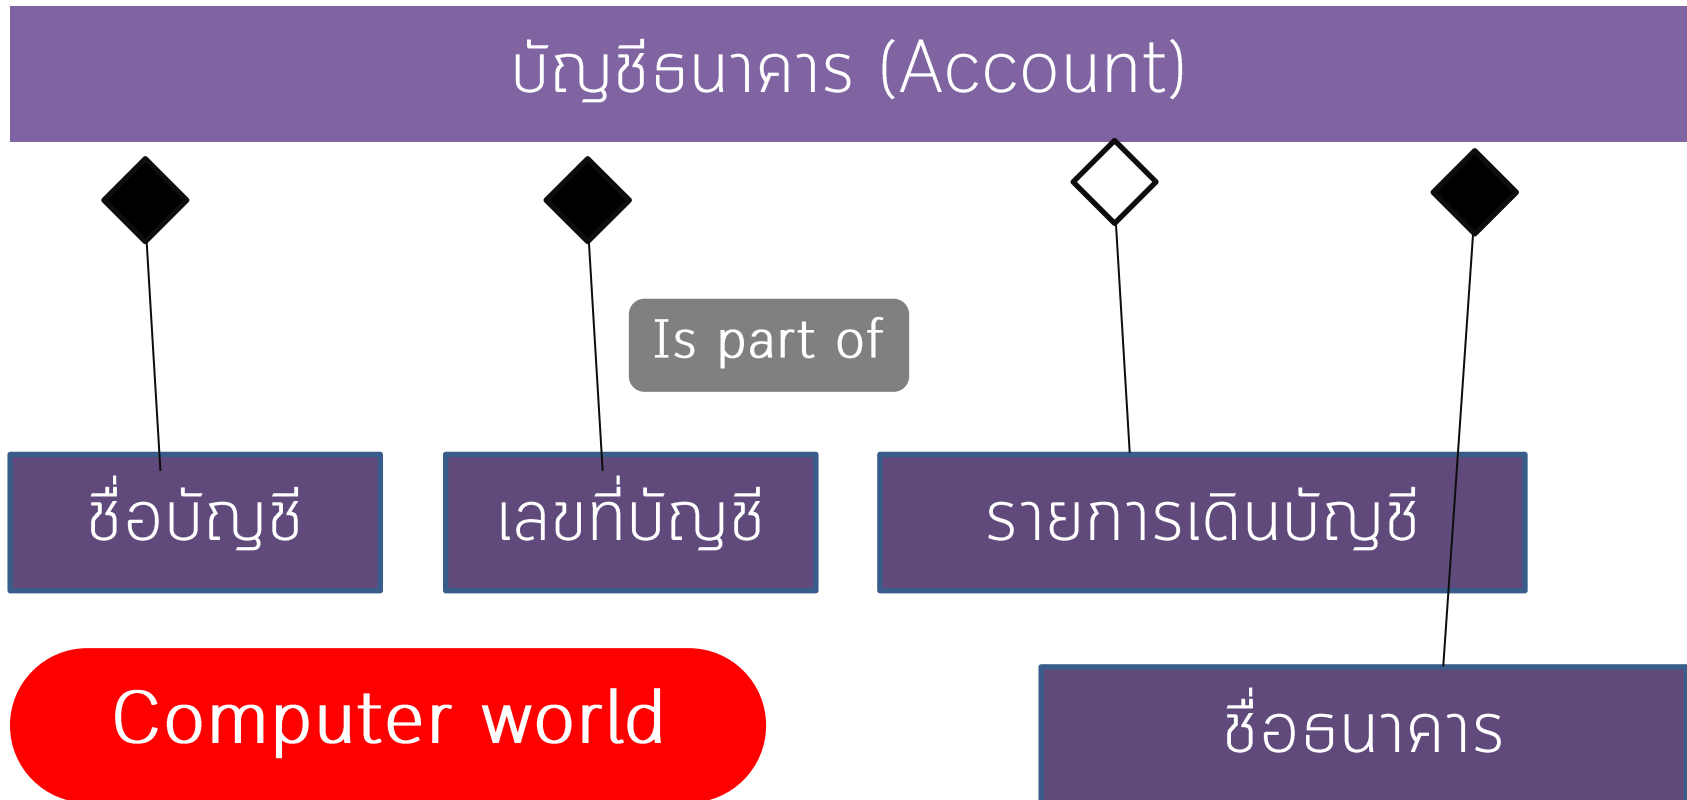 บัญชีธนาคาร (Account)
Is part of
ชื่อบัญชี
เลขที่บัญชี
รายการเดินบัญชี
Computer world
ชื่อธนาคาร